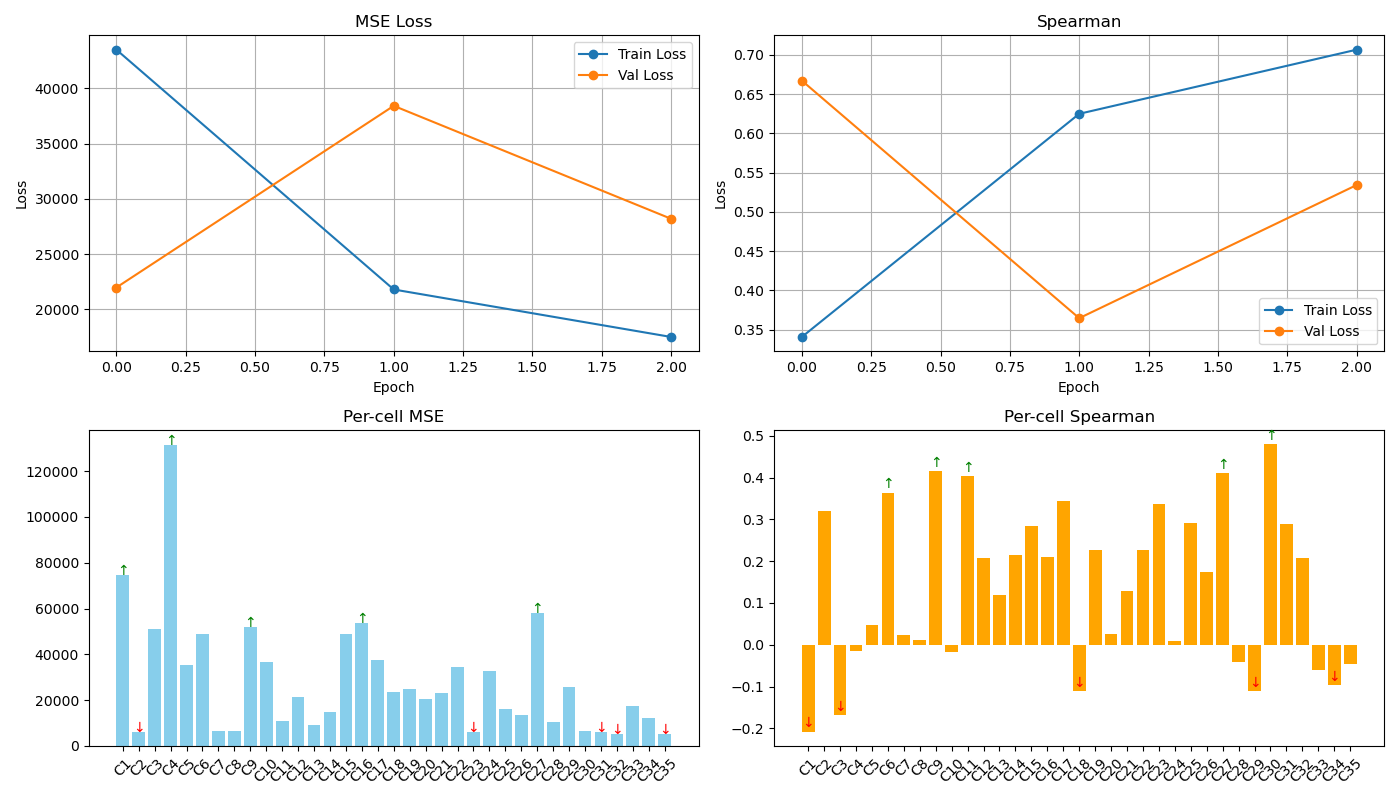 MSE Loss
Train Loss
Val Loss
40000
35000
30000
25000
20000
Loss
0.00 0.25 0.50 0.75 1.00 1.25 1.50 1.75 2.00
Epoch
Spearman
0.70
0.65
0.60
0.55
0.50
0.45
0.40
0.35
Loss
Train Loss
Val Loss
0.00 0.25 0.50 0.75 1.00 1.25 1.50 1.75 2.00
Epoch
Per-cell MSE
120000
100000
80000
60000
40000
20000
0
↑ ↓ ↑ ↑ ↑ ↓ ↑ ↓ ↓ ↓
C1 C2 C3 C4 C5 C6 C7 C8 C9 C10 C11 C12 C13 C14 C15 C16 C17 C18 C19 C20 C21 C22 C23 C24 C25 C26 C27 C28 C29 C30 C31 C32 C33 C34 C35
Per-cell Spearman
0.5
0.4
0.3
0.2
0.1
0.0
−0.1
−0.2
↓ ↓ ↑ ↑ ↑ ↓ ↑ ↓ ↑ ↓
C1 C2 C3 C4 C5 C6 C7 C8 C9 C10 C11 C12 C13 C14 C15 C16 C17 C18 C19 C20 C21 C22 C23 C24 C25 C26 C27 C28 C29 C30 C31 C32 C33 C34 C35